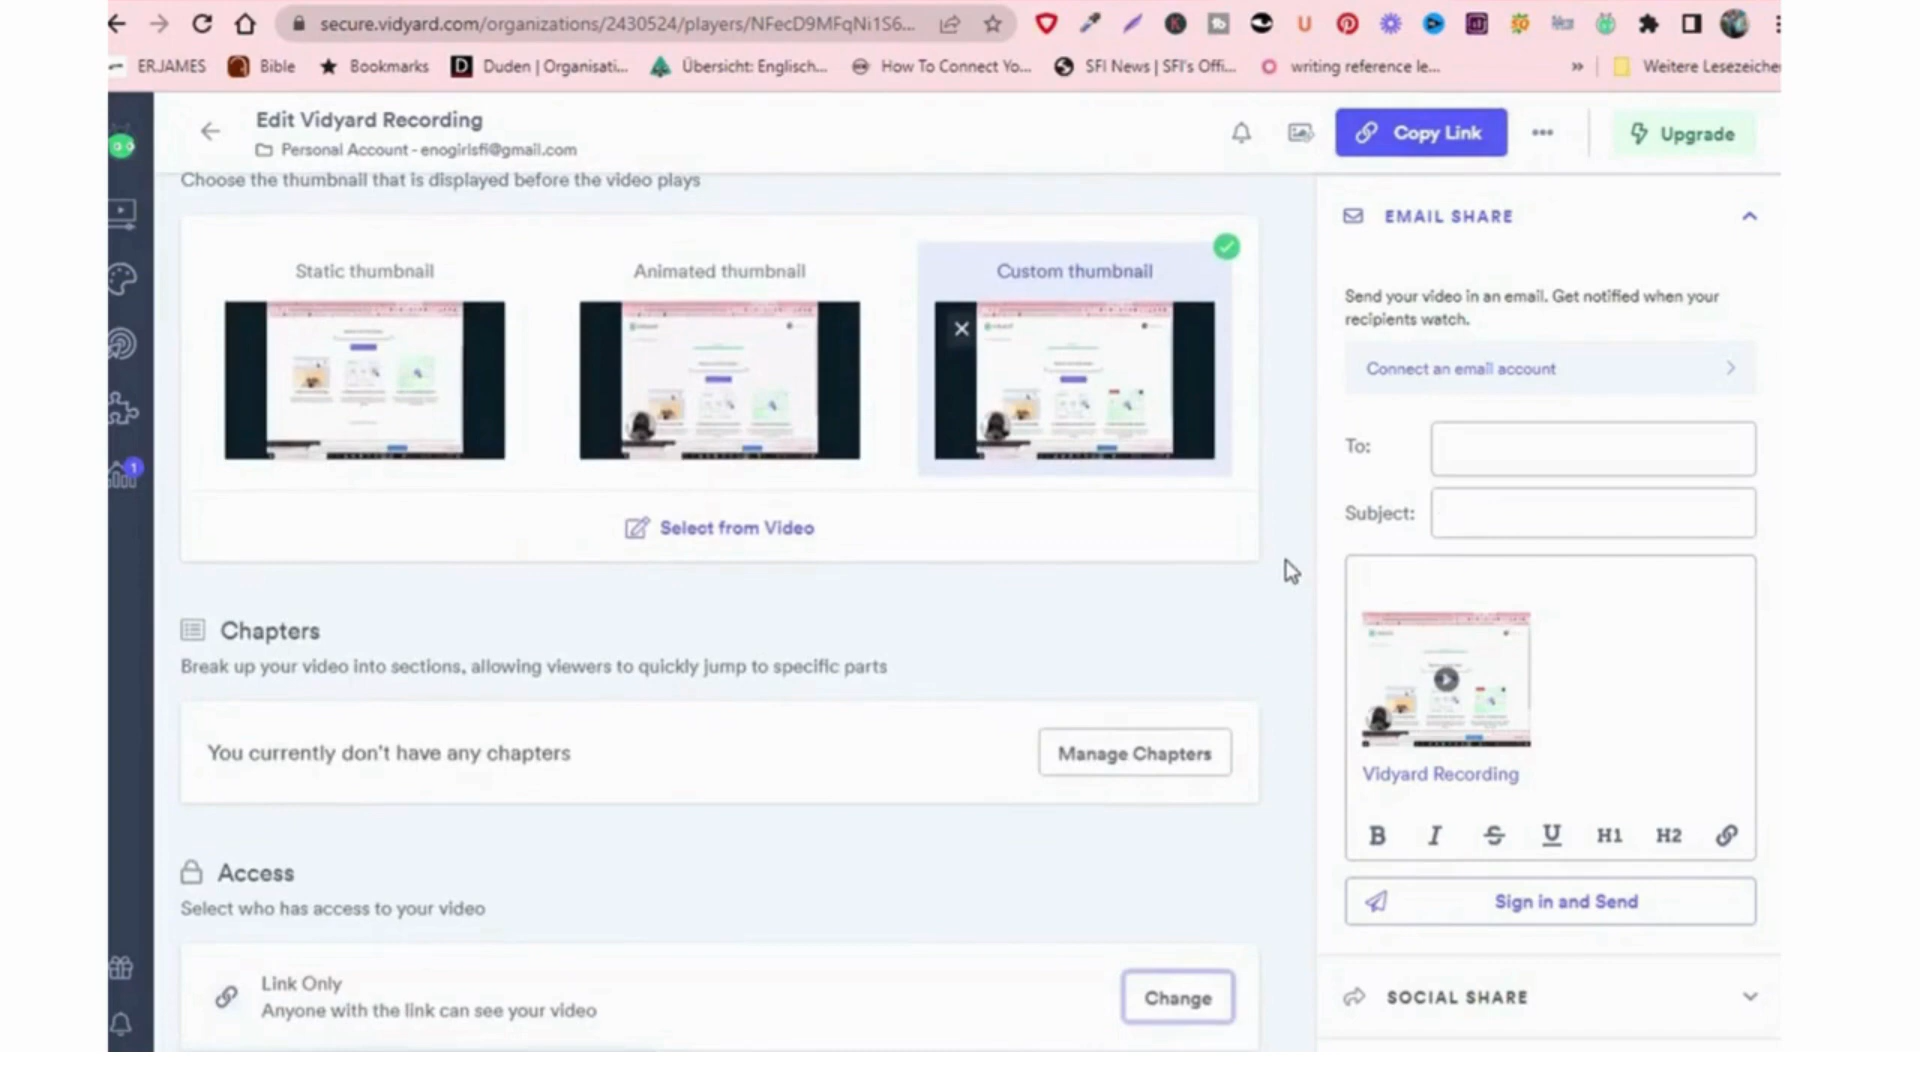 secure.vidyard.com/organizations/2430524/players/NFecD9MFqNi1S6...
ERJAMES
Bible
Bookmarks
Duden | Organisati...
Übersicht: Englisch...
How To Connect Yo...
SFI News | SFI's Offi...
writing reference le...
»
Weitere Lesezeiche
Edit Vidyard Recording
Personal Account - enogirlsfi@gmail.com
Copy Link
Upgrade
Choose the thumbnail that is displayed before the video plays
Static thumbnail
Animated thumbnail
Custom thumbnail
Select from Video
Chapters
Break up your video into sections, allowing viewers to quickly jump to specific parts
You currently don't have any chapters
Manage Chapters
Access
Select who has access to your video
Link Only
Anyone with the link can see your video
Change
1
EMAIL SHARE
Send your video in an email. Get notified when your
recipients watch.
Connect an email account
To:
Subject:
Vidyard Recording
B I S U H1 H2
Sign in and Send
SOCIAL SHARE